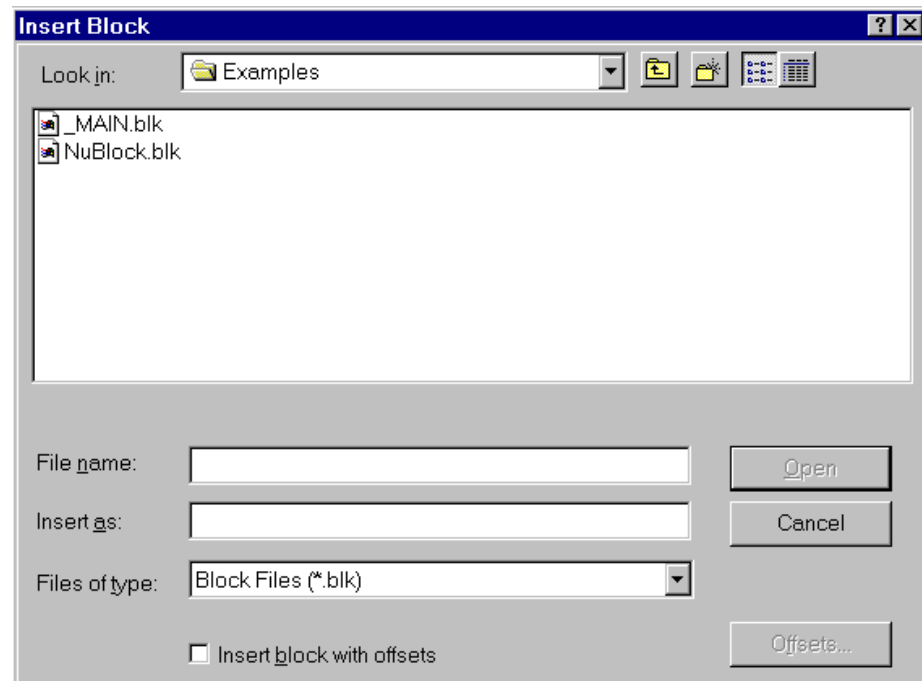 Insert Block
Look in: Examples
_MAIN.blk
NuBlock.blk
File name: Open
Insert as: Cancel
Files of type: Block Files (*.blk)
Insert block with offsets Offsets...